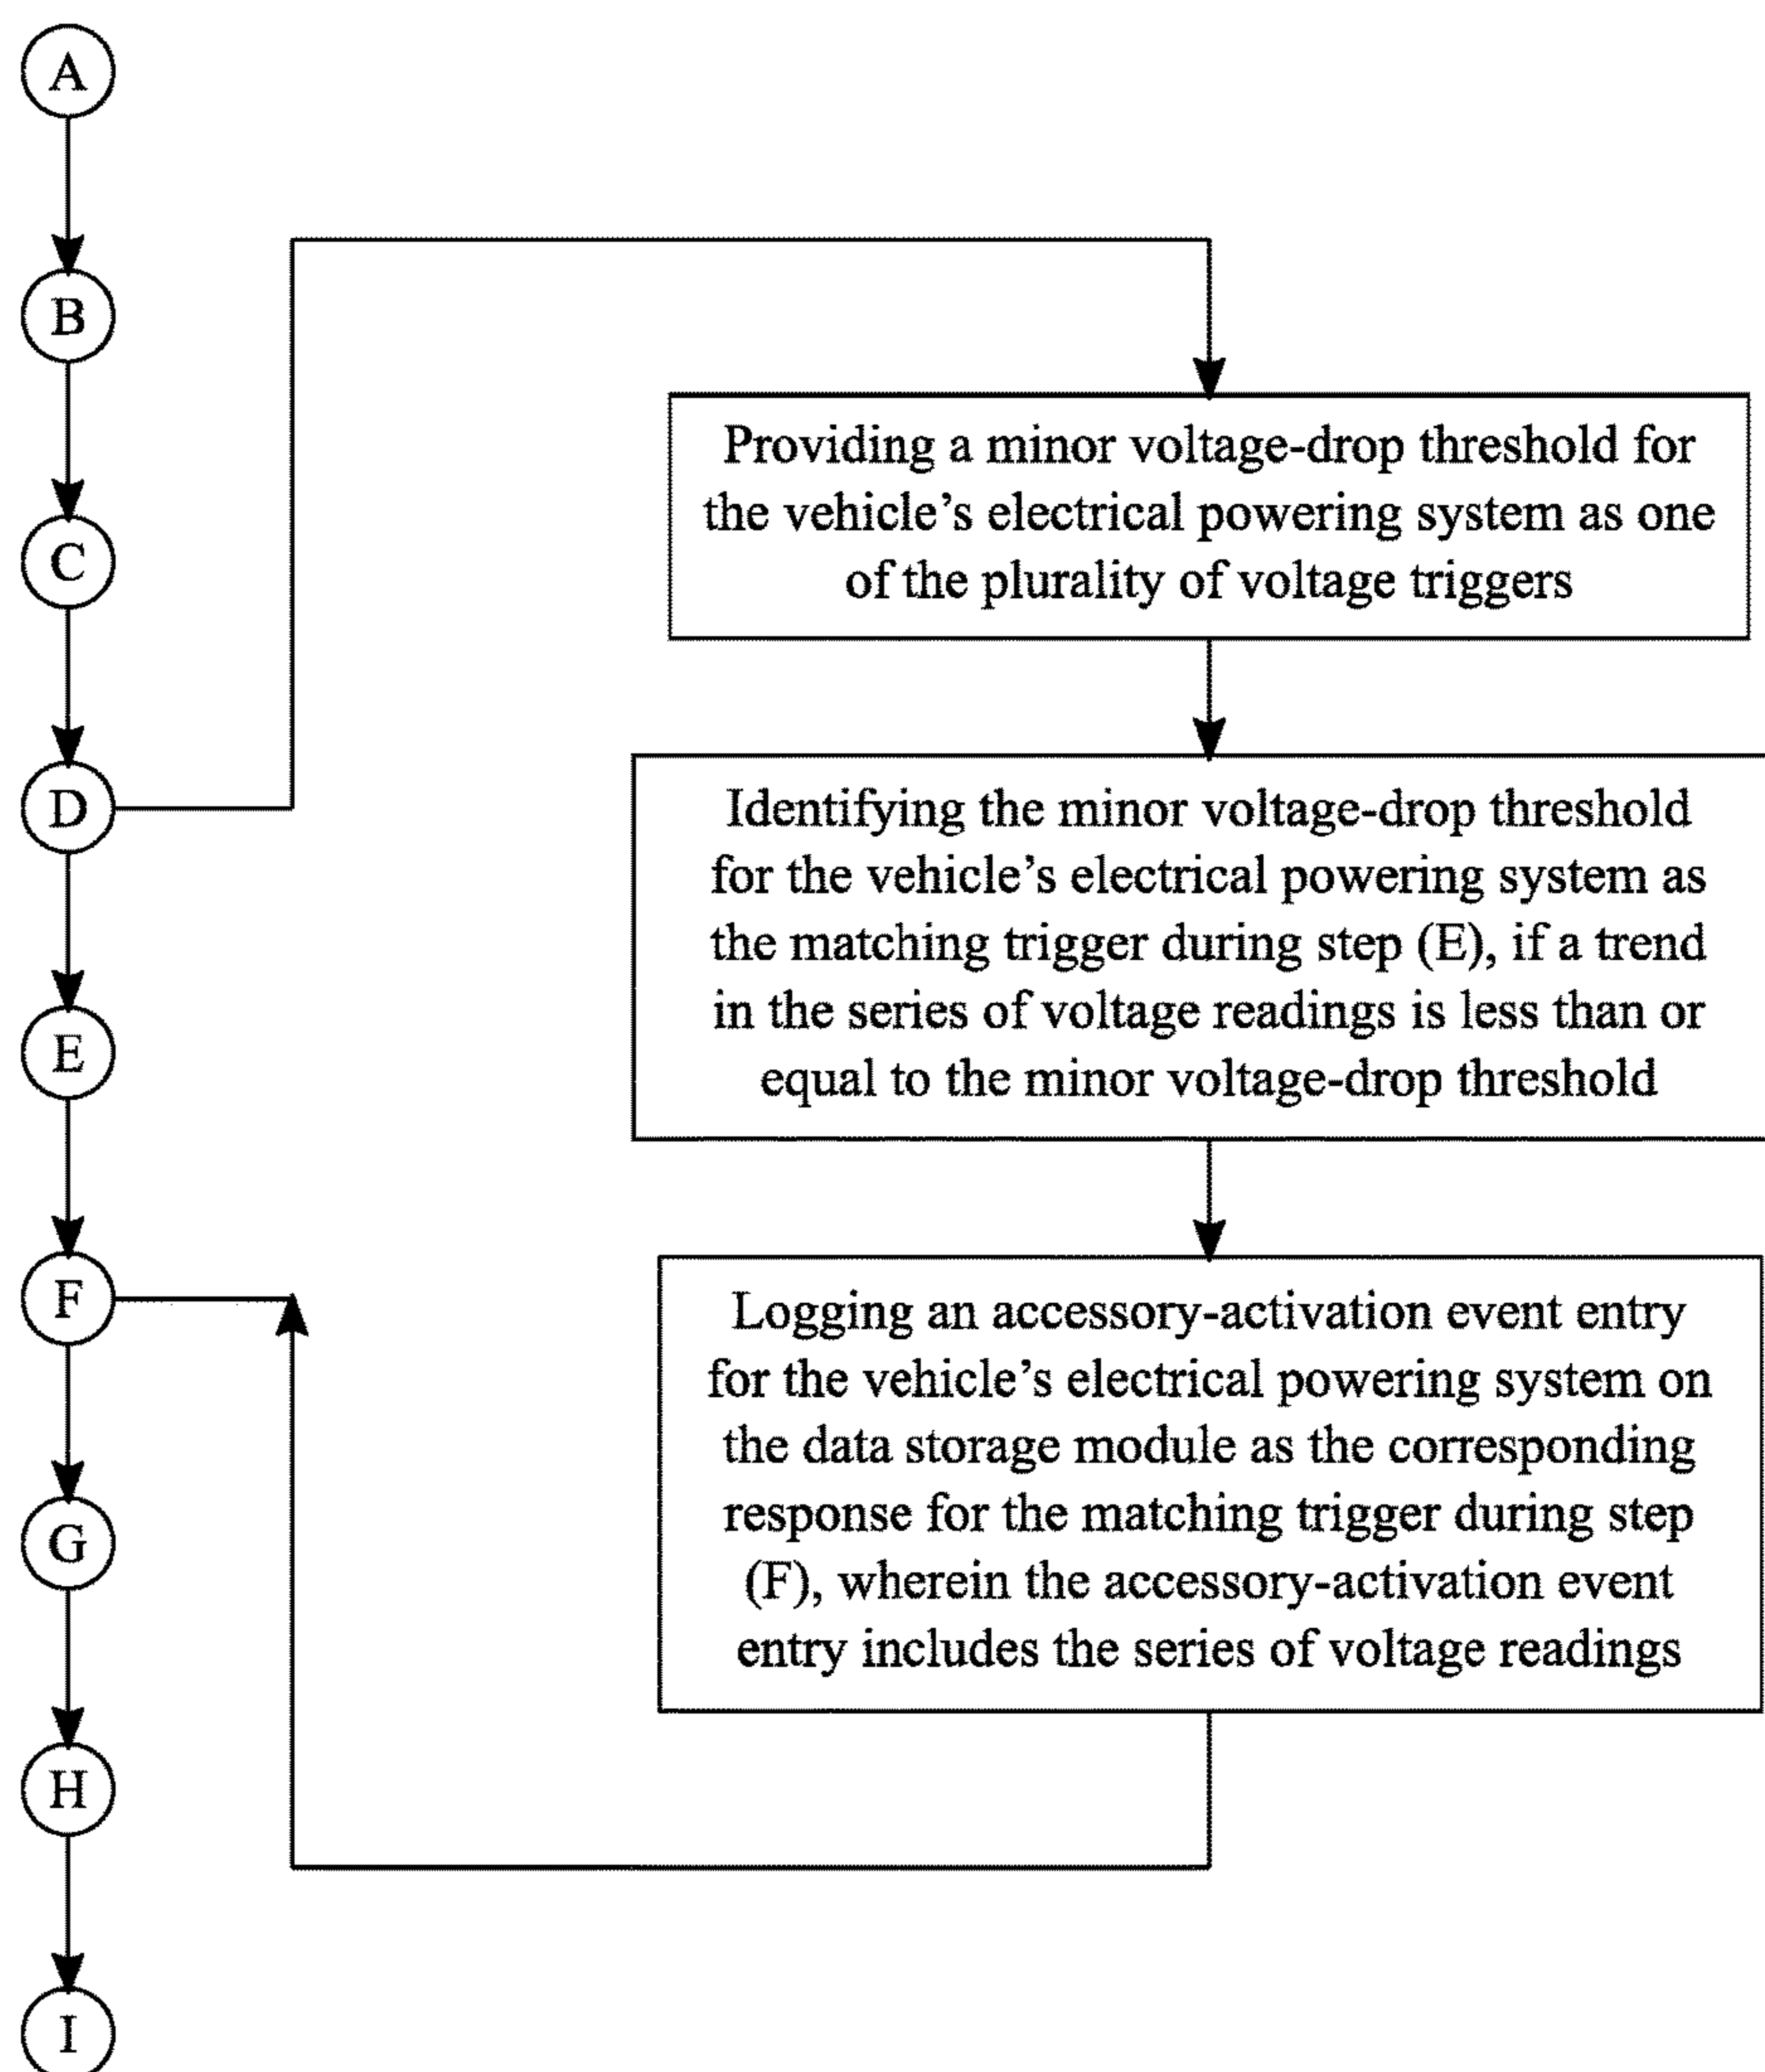 A
B
C
D
E
F
G
H
I
Providing a minor voltage-drop threshold for
the vehicle’s electrical powering system as one
of the plurality of voltage triggers
Identifying the minor voltage-drop threshold
for the vehicle’s electrical powering system as
the matching trigger during step (E), if a trend
in the series of voltage readings is less than or
equal to the minor voltage-drop threshold
Logging an accessory-activation event entry
for the vehicle’s electrical powering system on
the data storage module as the corresponding
response for the matching trigger during step
(F), wherein the accessory-activation event
entry includes the series of voltage readings